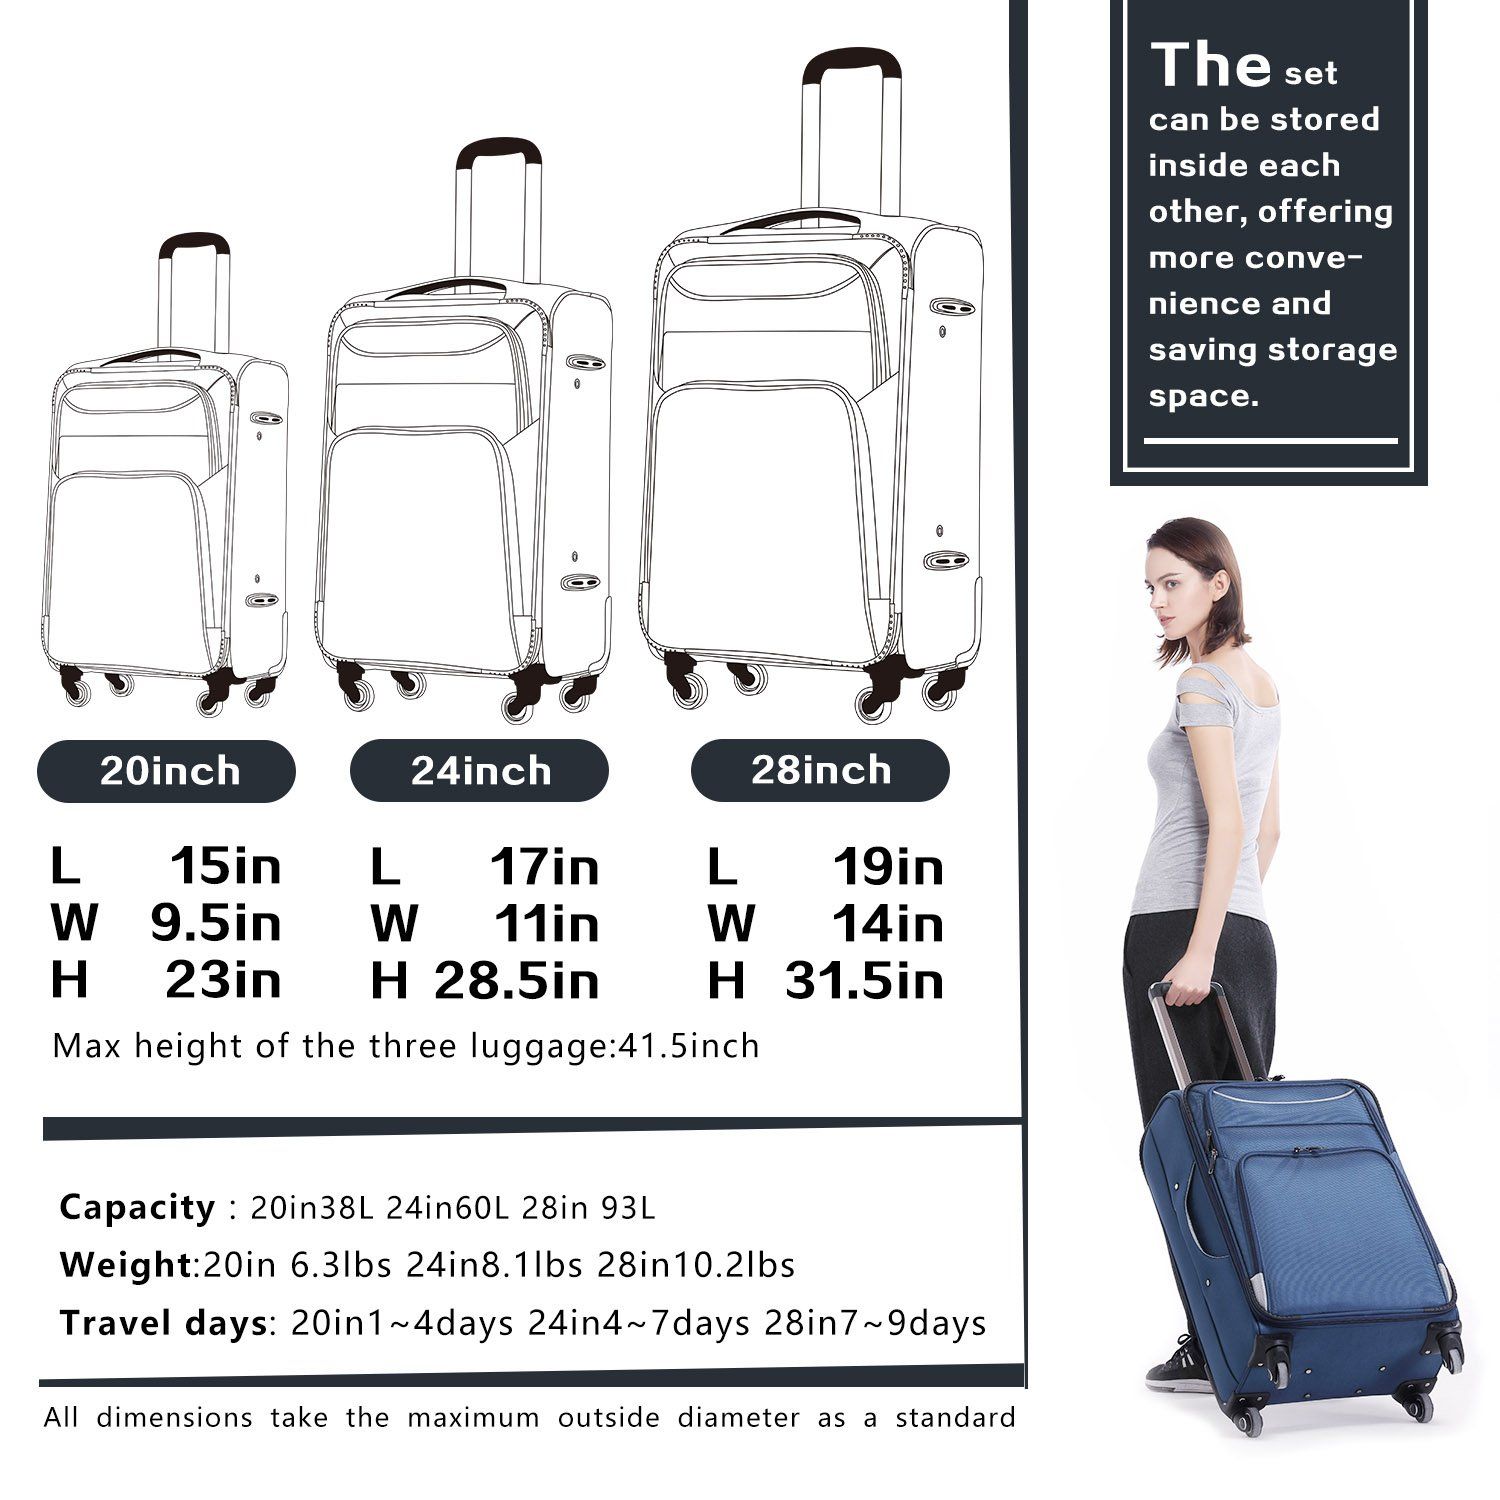 The set
can be stored
inside each
other, offering
more conve-
nience and
saving storage
space.
20inch 24inch 28inch
L 15in L 17in L 19in
W 9.5in W 11in W 14in
H 23in H 28.5in H 31.5in
Max height of the three luggage:41.5inch
Capacity : 20in38L 24in60L 28in 93L
Weight:20in 6.3lbs 24in8.1lbs 28in10.2lbs
Travel days: 20in1~4days 24in4~7days 28in7~9days
All dimensions take the maximum outside diameter as a standard